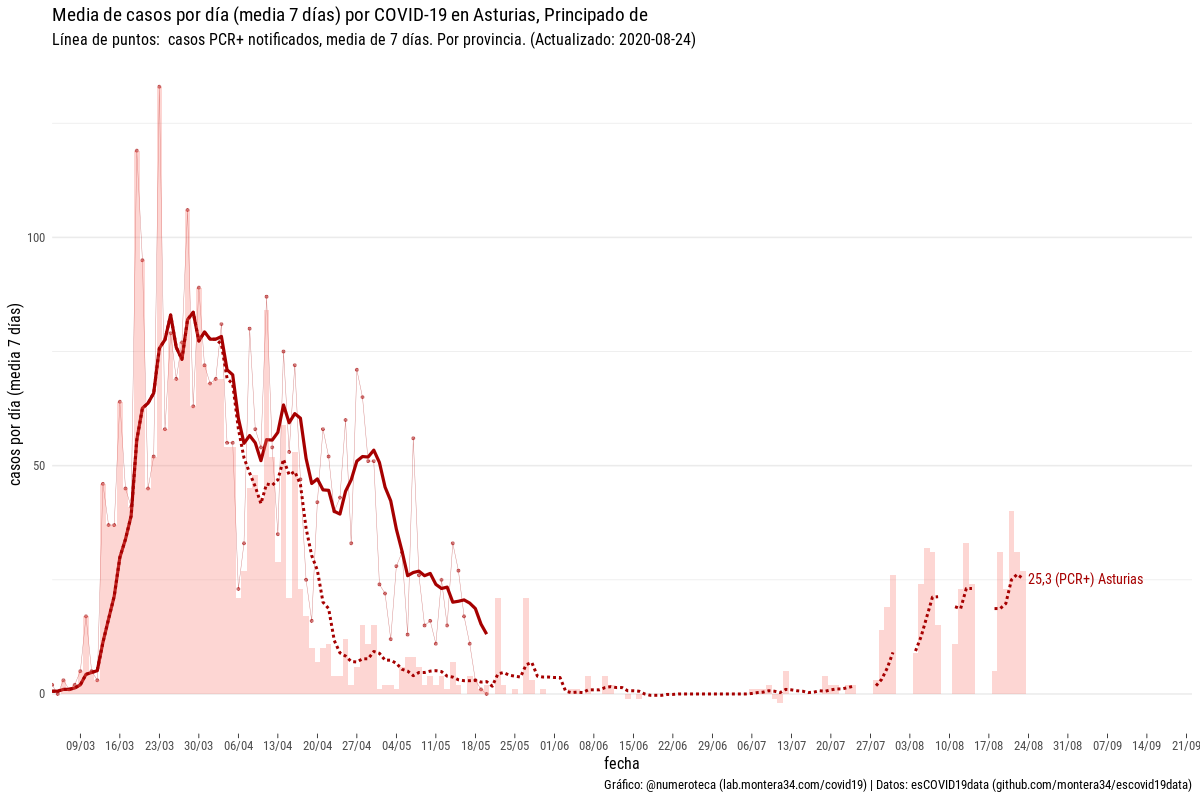 Media de casos por día (media 7 días) por COVID-19 en Asturias, Principado de
Línea de puntos:  casos PCR+ notificados, media de 7 días. Por provincia. (Actualizado: 2020-08-24)
casos por día (media 7 días)
100
50
0
25,3 (PCR+) Asturias
09/03 16/03 23/03 30/03 06/04 13/04 20/04 27/04 04/05 11/05 18/05 25/05 01/06 08/06 15/06 22/06 29/06 06/07 13/07 20/07 27/07 03/08 10/08 17/08 24/08 31/08 07/09 14/09 21/09
fecha
Gráfico: @numeroteca (lab.montera34.com/covid19) | Datos: esCOVID19data (github.com/montera34/escovid19data)